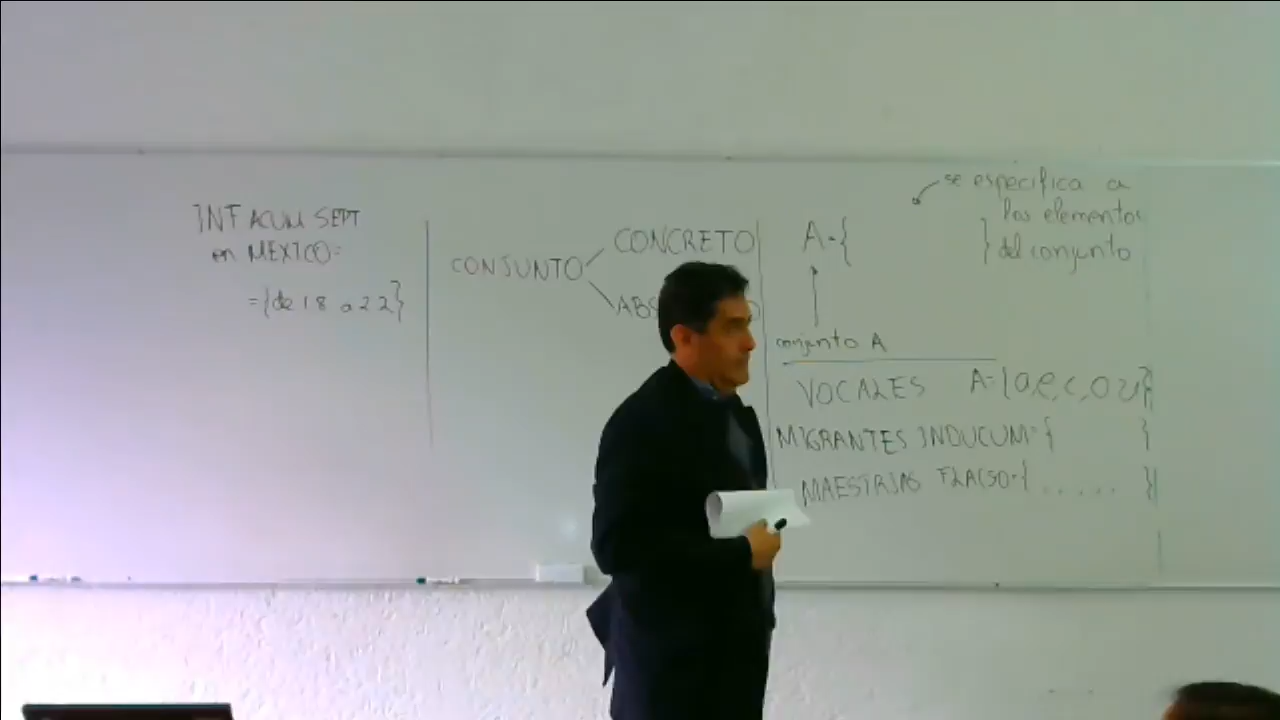 INF ACUM SEPT
en MEXICO=
={de 18 a 22}
CONJUNTO
CONCRETO
ABS
A={ }
se especifica a
los elementos
del conjunto
conjunto A
VOCALES A={a,e,i,o u}
MIGRANTES INDOCUM={ }
MAESTRIAS FLACSO={ . . . . . }